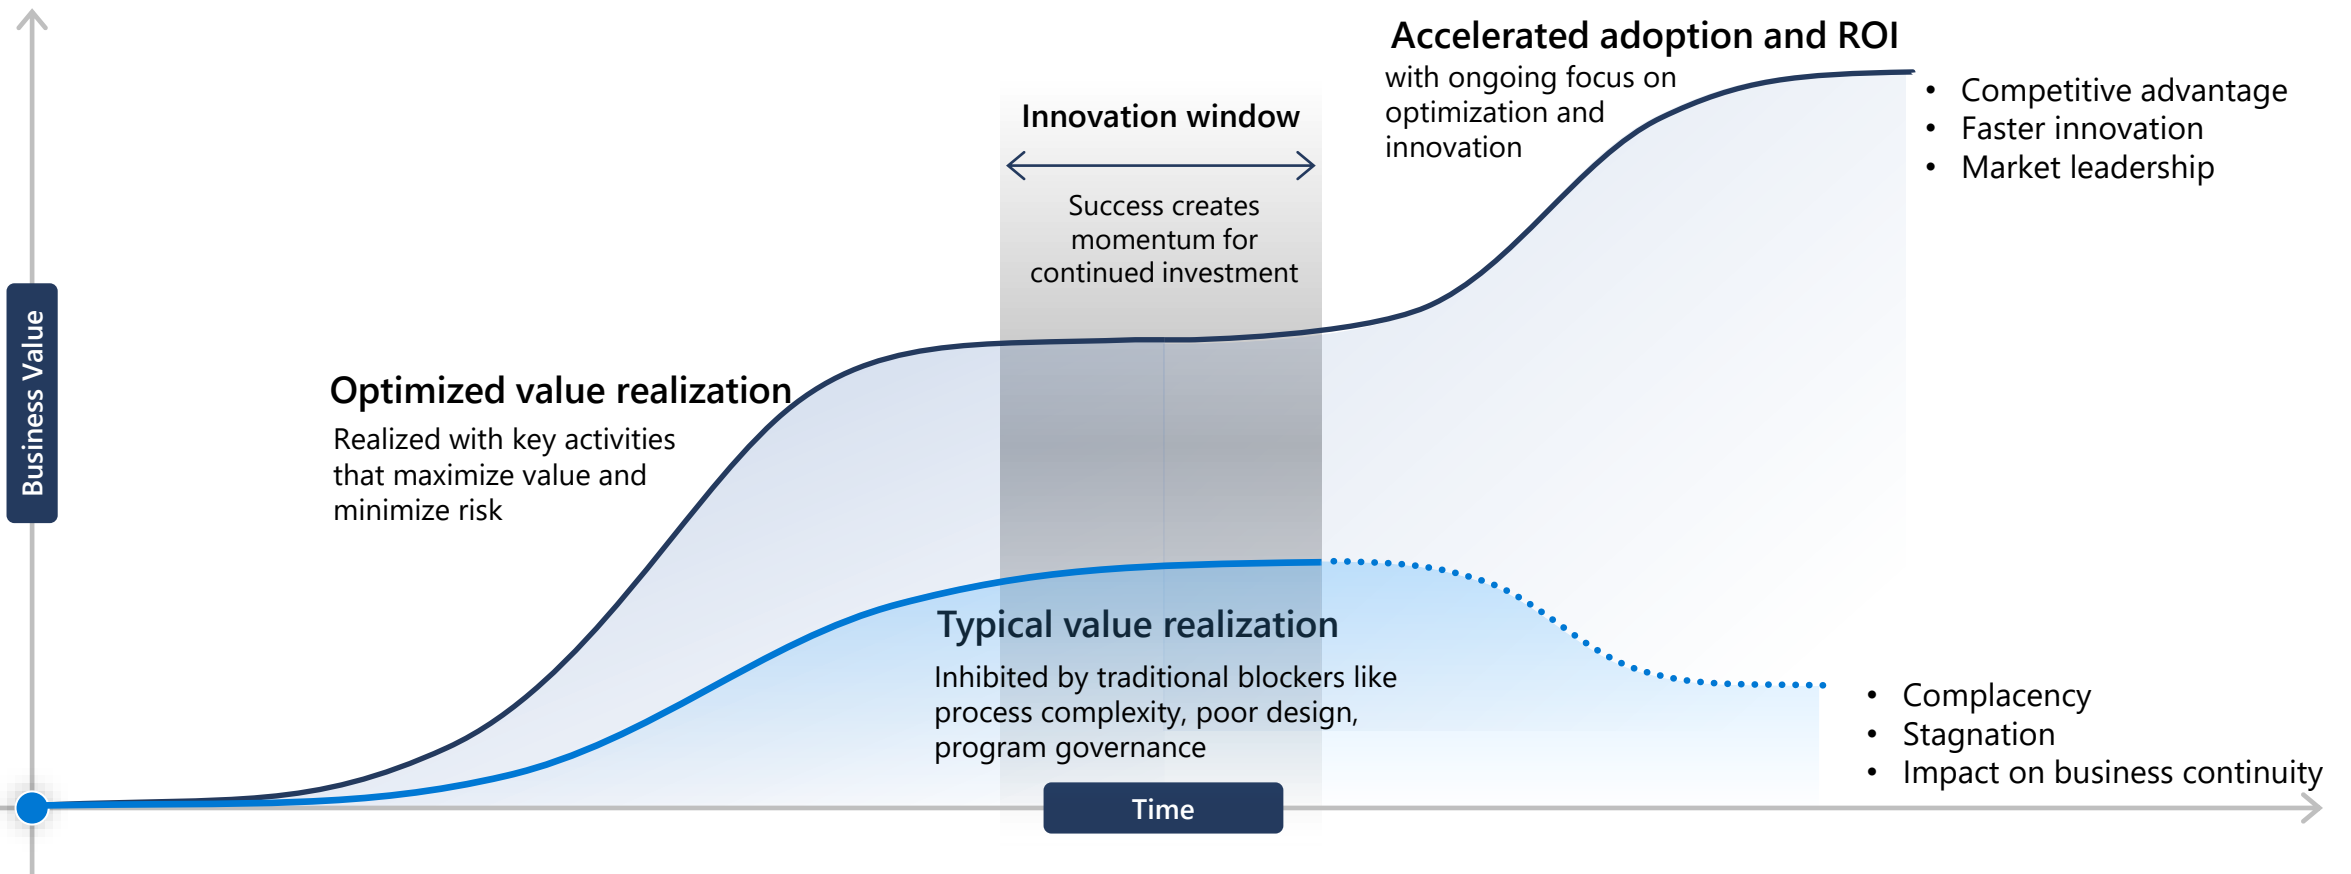 Accelerated adoption and ROI
with ongoing focus on
optimization and
innovation
• Competitive advantage
• Faster innovation
• Market leadership
Innovation window
Success creates
momentum for
continued investment
Business Value
Optimized value realization
Realized with key activities
that maximize value and
minimize risk
Typical value realization
Inhibited by traditional blockers like
process complexity, poor design,
program governance
• Complacency
• Stagnation
• Impact on business continuity
Time